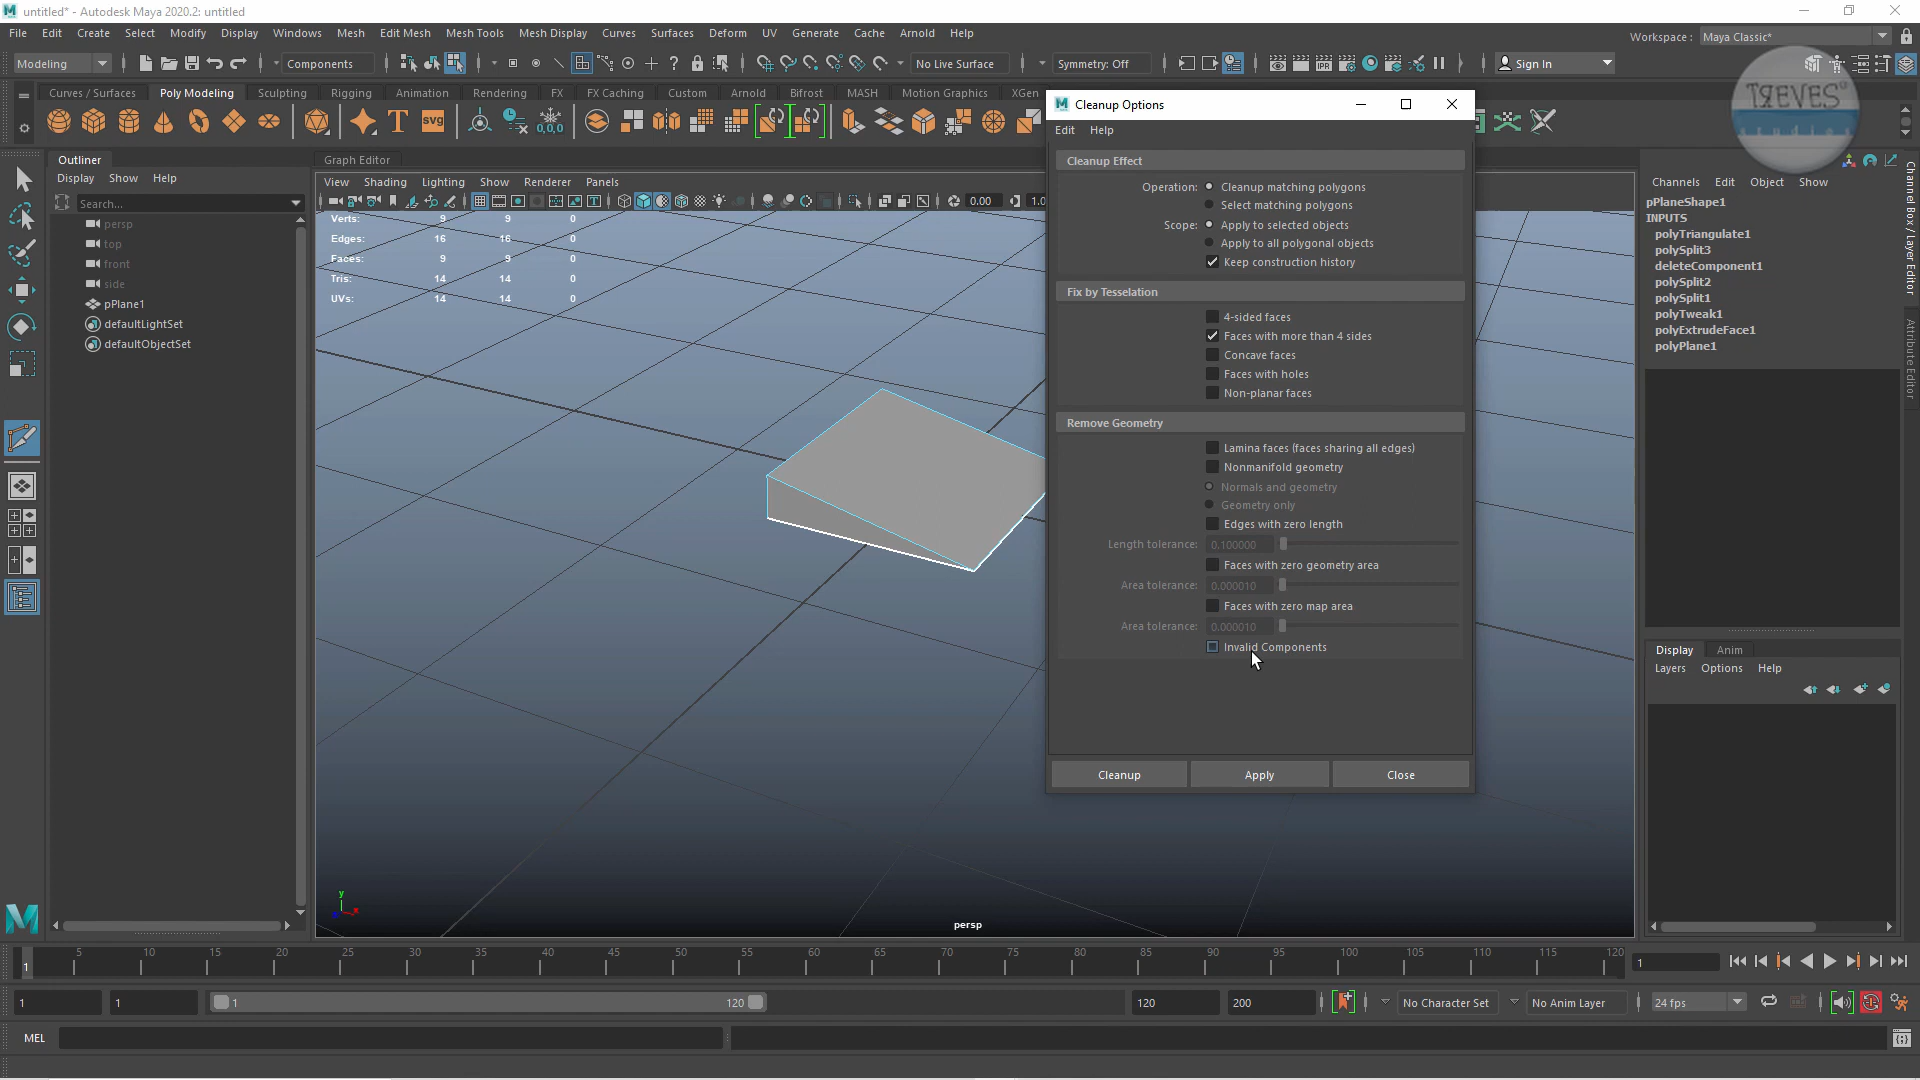 untitled* - Autodesk Maya 2020.2: untitled
File Edit Create Select Modify Display Windows Mesh Edit Mesh Mesh Tools Mesh Display Curves Surfaces Deform UV Generate Cache Arnold Help
Workspace : Maya Classic*
Modeling Components No Live Surface Symmetry: Off Sign In
Curves / Surfaces Poly Modeling Sculpting Rigging Animation Rendering FX FX Caching Custom Arnold Bifrost MASH Motion Graphics XGen
Outliner
Display Show Help
Search...
persp
top
front
side
pPlane1
defaultLightSet
defaultObjectSet
Graph Editor
View Shading Lighting Show Renderer Panels
0.00 1.0
Verts: 9 9 0
Edges: 16 16 0
Faces: 9 9 0
Tris: 14 14 0
UVs: 14 14 0
persp
y
Cleanup Options
Edit Help
Cleanup Effect
Operation: Cleanup matching polygons
Select matching polygons
Scope: Apply to selected objects
Apply to all polygonal objects
Keep construction history
Fix by Tesselation
4-sided faces
Faces with more than 4 sides
Concave faces
Faces with holes
Non-planar faces
Remove Geometry
Lamina faces (faces sharing all edges)
Nonmanifold geometry
Normals and geometry
Geometry only
Edges with zero length
Length tolerance: 0.100000
Faces with zero geometry area
Area tolerance: 0.000010
Faces with zero map area
Area tolerance: 0.000010
Invalid Components
Cleanup Apply Close
Channels Edit Object Show
pPlaneShape1
INPUTS
polyTriangulate1
polySplit3
deleteComponent1
polySplit2
polySplit1
polyTweak1
polyExtrudeFace1
polyPlane1
Channel Box / Layer Editor
Attribute Editor
Display Anim
Layers Options Help
5 10 15 20 25 30 35 40 45 50 55 60 65 70 75 80 85 90 95 100 105 110 115 120
1
1
1 1 1 120 120 200 No Character Set No Anim Layer 24 fps
MEL